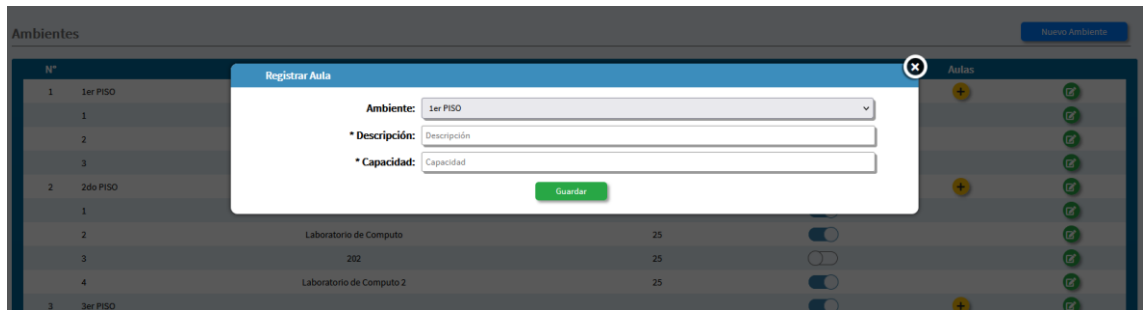 Ambientes
Nuevo Ambiente
N°
Aulas
Registrar Aula
1 1er PISO
Ambiente: 1er PISO
1
* Descripción: Descripción
2
* Capacidad: Capacidad
3
2 2do PISO
Guardar
1
2 Laboratorio de Computo 25
3 202 25
4 Laboratorio de Computo 2 25
3 3er PISO